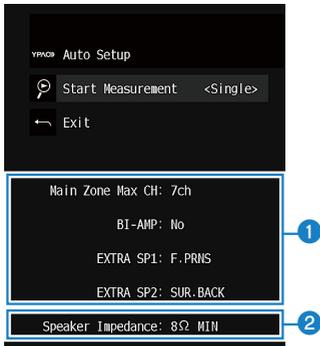 YPAO Auto Setup
Start Measurement <Single>
Exit
Main Zone Max CH: 7ch
BI-AMP: No
EXTRA SP1: F.PRNS
EXTRA SP2: SUR.BACK
1
Speaker Impedance: 8Ω MIN
2